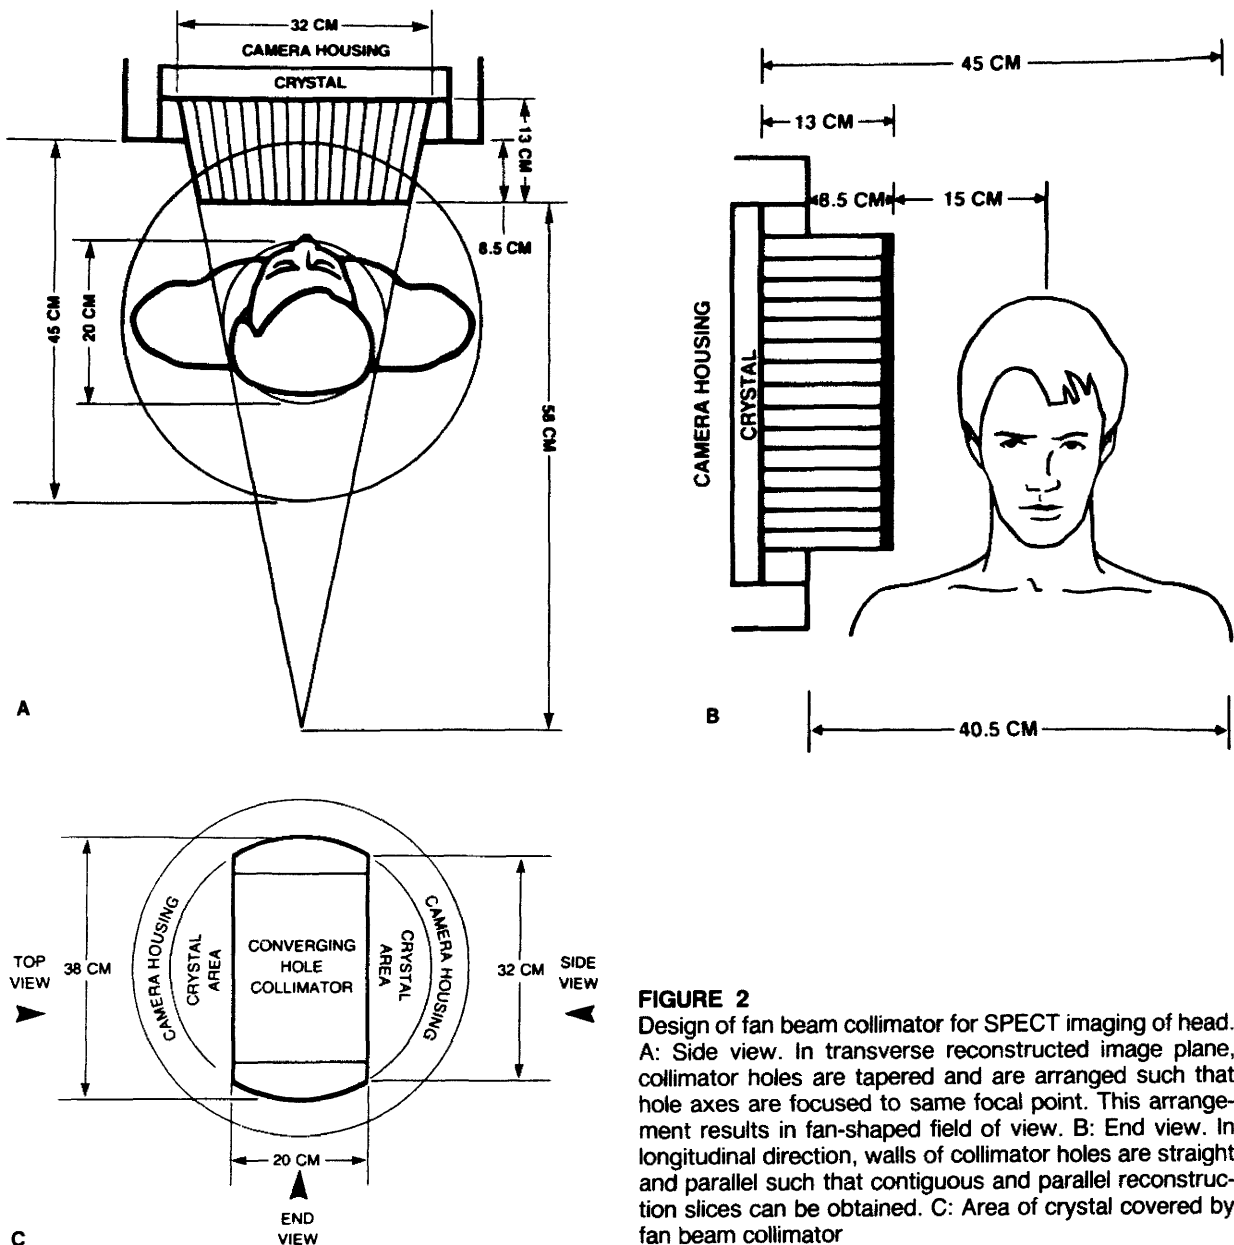 32 CM
CAMERA HOUSING
CRYSTAL
13 CM
8.5 CM
45 CM
20 CM
58 CM
A
45 CM
13 CM
8.5 CM
15 CM
CAMERA HOUSING
CRYSTAL
B
40.5 CM
CAMERA HOUSING
CRYSTAL
AREA
CONVERGING
HOLE
COLLIMATOR
CRYSTAL
AREA
CAMERA HOUSING
TOP
VIEW
38 CM
32 CM
SIDE
VIEW
20 CM
END
VIEW
C
FIGURE 2
Design of fan beam collimator for SPECT imaging of head.
A: Side view. In transverse reconstructed image plane,
collimator holes are tapered and are arranged such that
hole axes are focused to same focal point. This arrange-
ment results in fan-shaped field of view. B: End view. In
longitudinal direction, walls of collimator holes are straight
and parallel such that contiguous and parallel reconstruc-
tion slices can be obtained. C: Area of crystal covered by
fan beam collimator